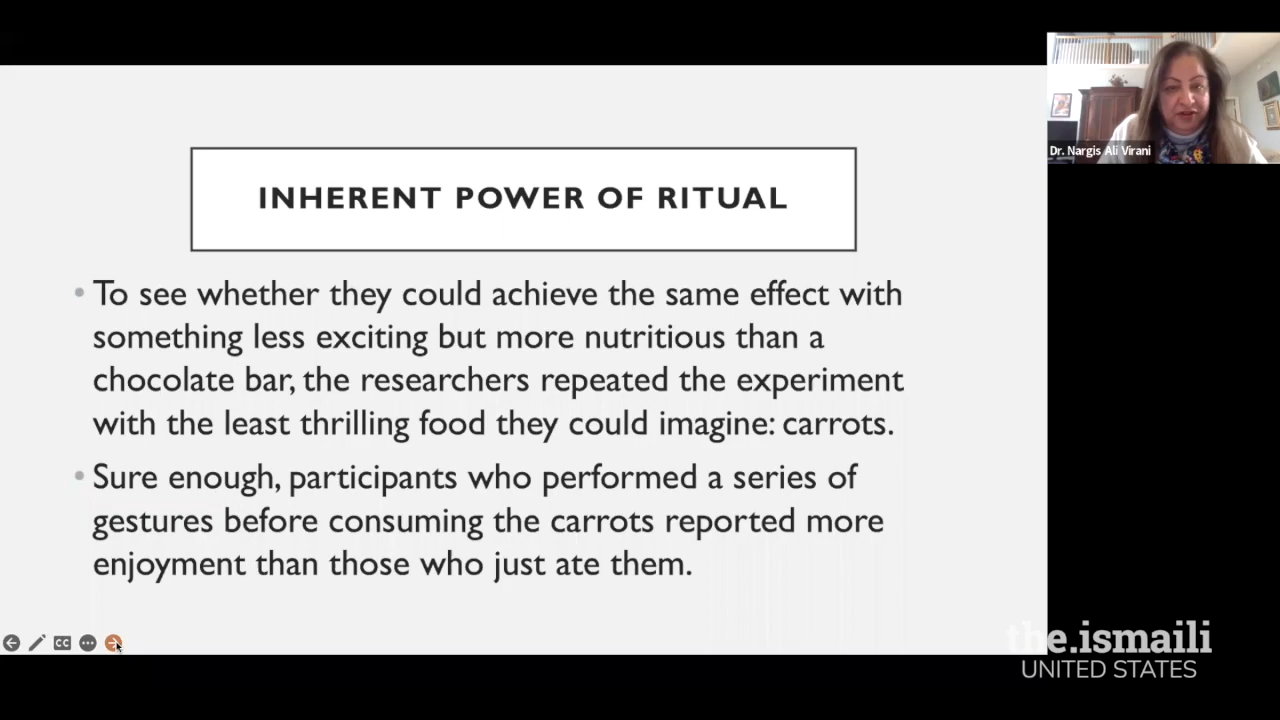 INHERENT POWER OF RITUAL
• To see whether they could achieve the same effect with
something less exciting but more nutritious than a
chocolate bar, the researchers repeated the experiment
with the least thrilling food they could imagine: carrots.
• Sure enough, participants who performed a series of
gestures before consuming the carrots reported more
enjoyment than those who just ate them.
Dr. Nargis Ali Virani
CC
the.ismaili
UNITED STATES